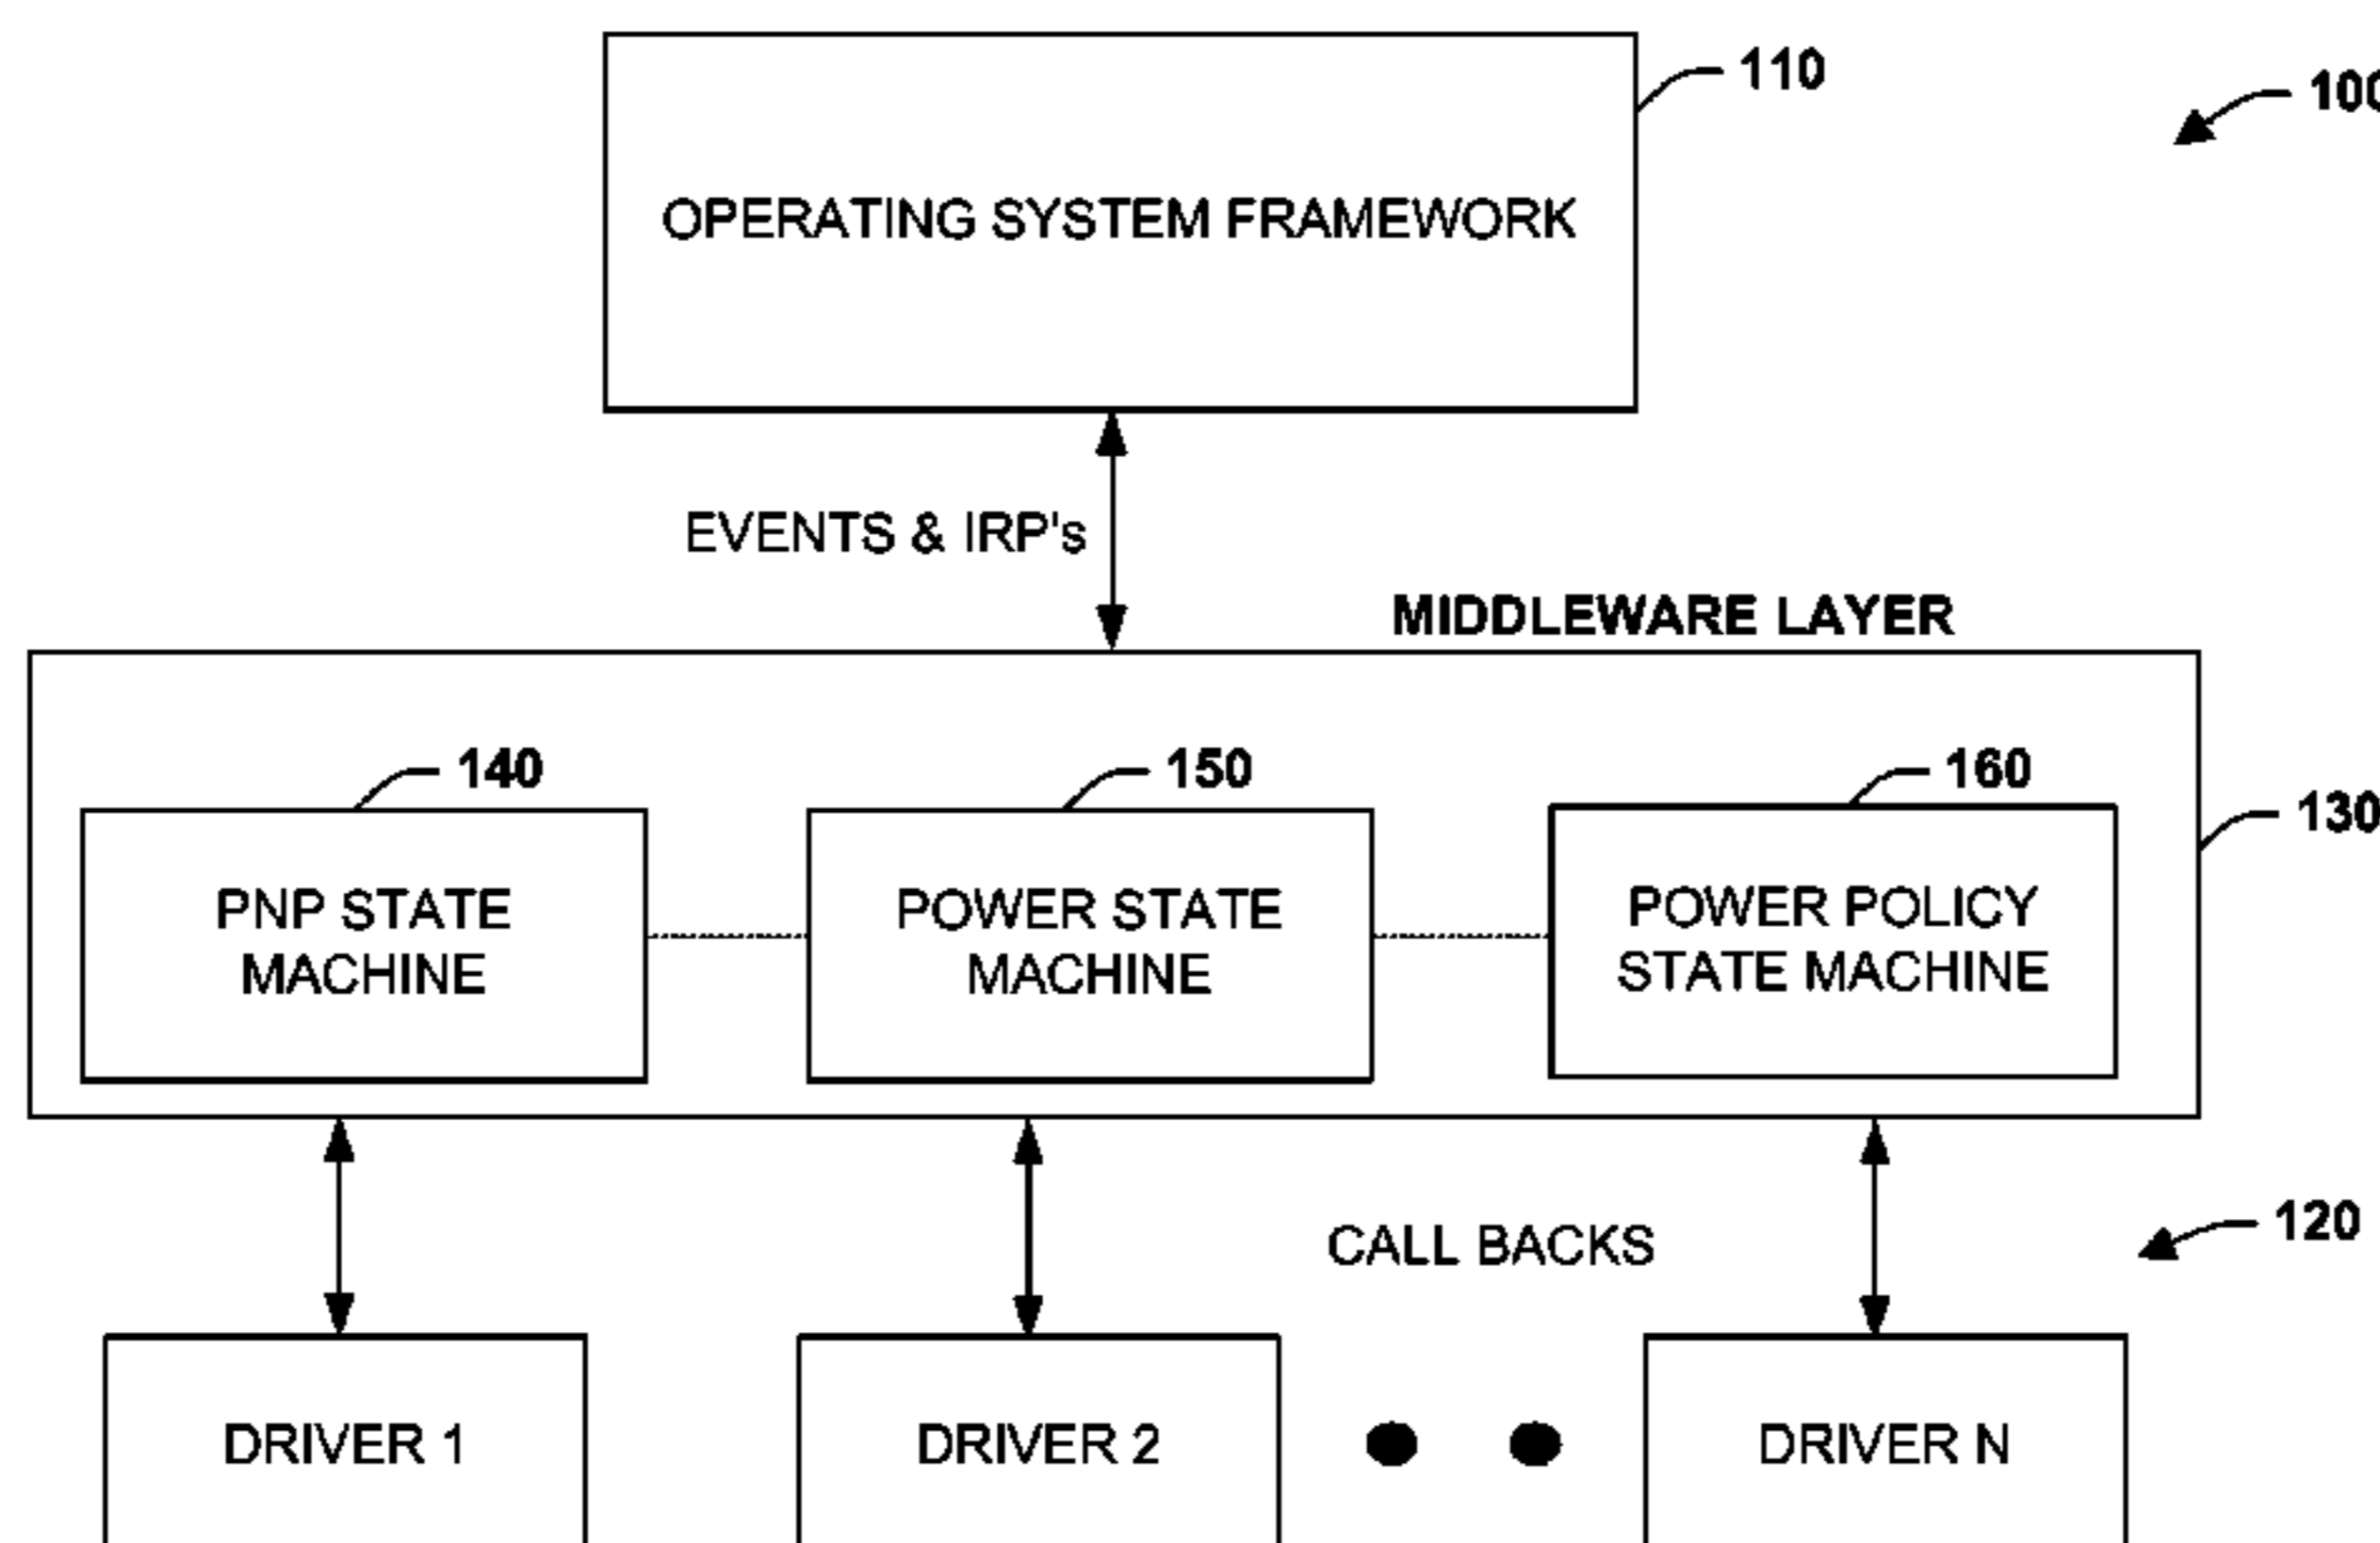 110
100
OPERATING SYSTEM FRAMEWORK
EVENTS & IRP's
MIDDLEWARE LAYER
140
150
160
130
PNP STATE
MACHINE
POWER STATE
MACHINE
POWER POLICY
STATE MACHINE
CALL BACKS
120
DRIVER 1
DRIVER 2
DRIVER N